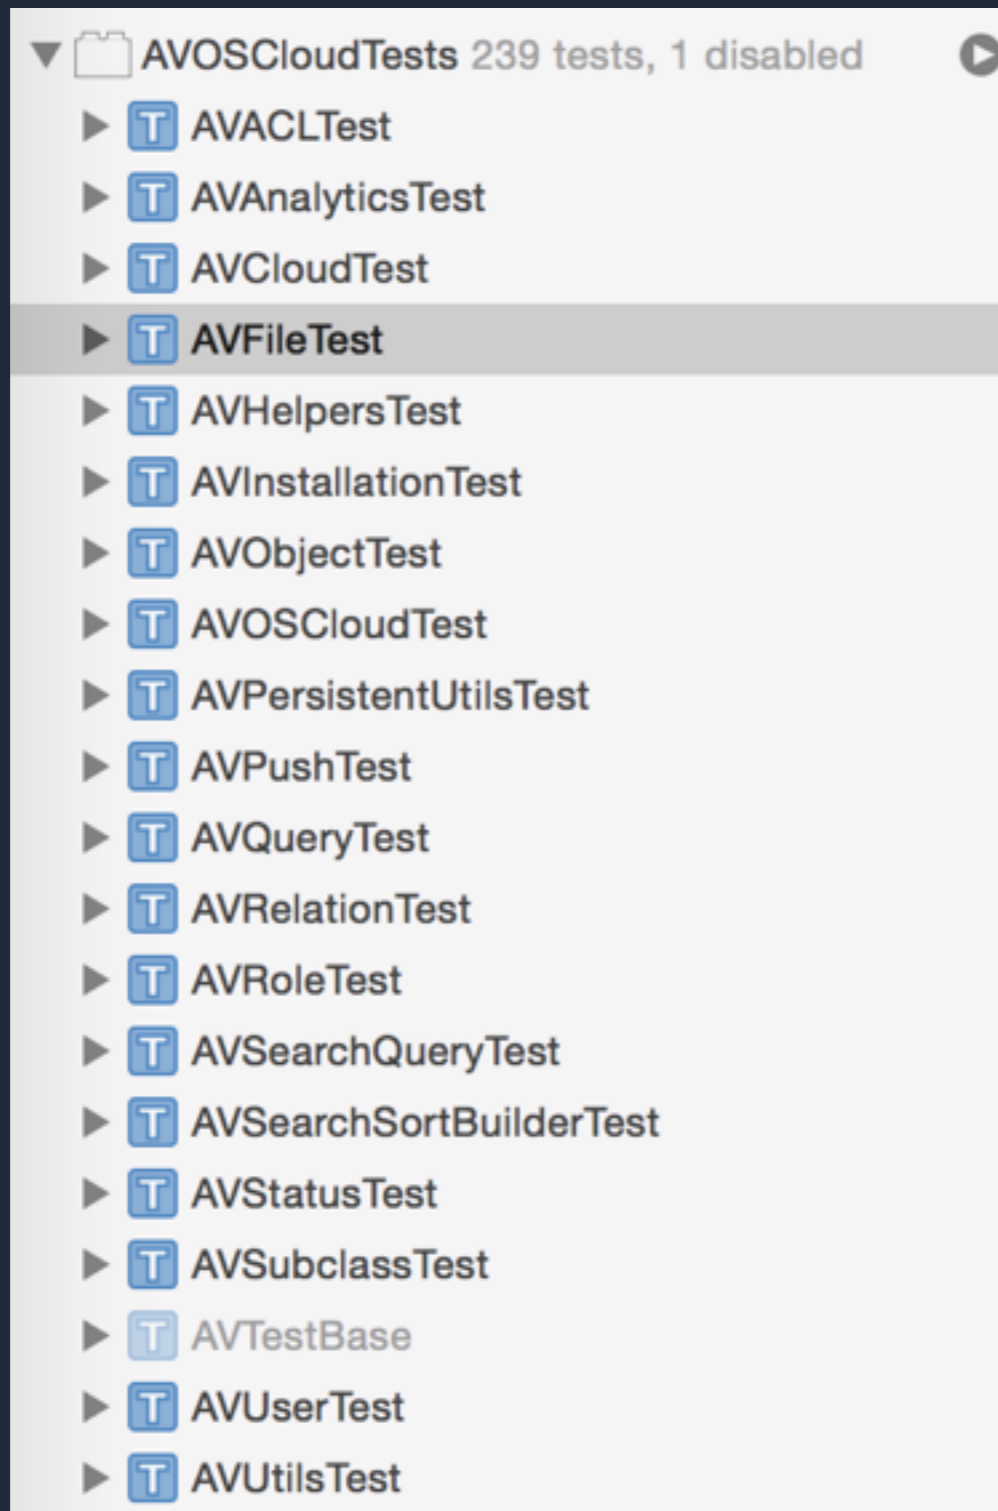 AVOSCloudTests 239 tests, 1 disabled
T AVACLTest
T AVAnalyticsTest
T AVCloudTest
T AVFileTest
T AVHelpersTest
T AVInstallationTest
T AVObjectTest
T AVOSCloudTest
T AVPersistentUtilsTest
T AVPushTest
T AVQueryTest
T AVRelationTest
T AVRoleTest
T AVSearchQueryTest
T AVSearchSortBuilderTest
T AVStatusTest
T AVSubclassTest
T AVTestBase
T AVUserTest
T AVUtilsTest